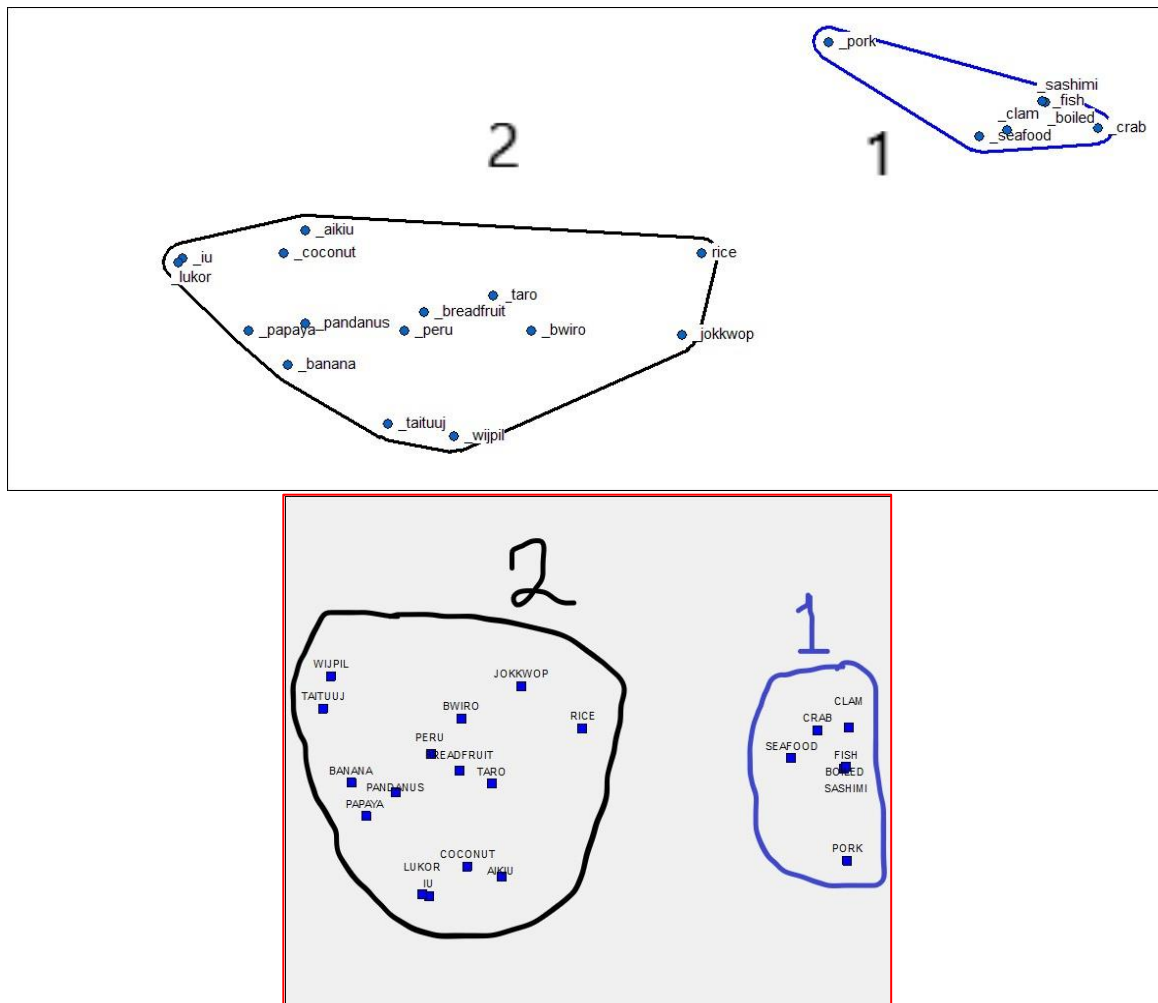 _pork
_sashimi
_fish
_clam
_boiled
_crab
_seafood
2
1
_aikiu
_coconut
rice
_iu
_lukor
_taro
_breadfruit
_papaya
_pandanus
_peru
_bwiro
_jokkwop
_banana
_taituuj
_wijpil
2
1
WIJPIL
JOKKWOP
TAITUUJ
BWIRO
RICE
CLAM
CRAB
PERU
SEAFOOD
BREADFRUIT
FISH
BANANA
TARO
BOILED
PANDANUS
SASHIMI
PAPAYA
COCONUT
PORK
LUKOR
AIKIU
IU